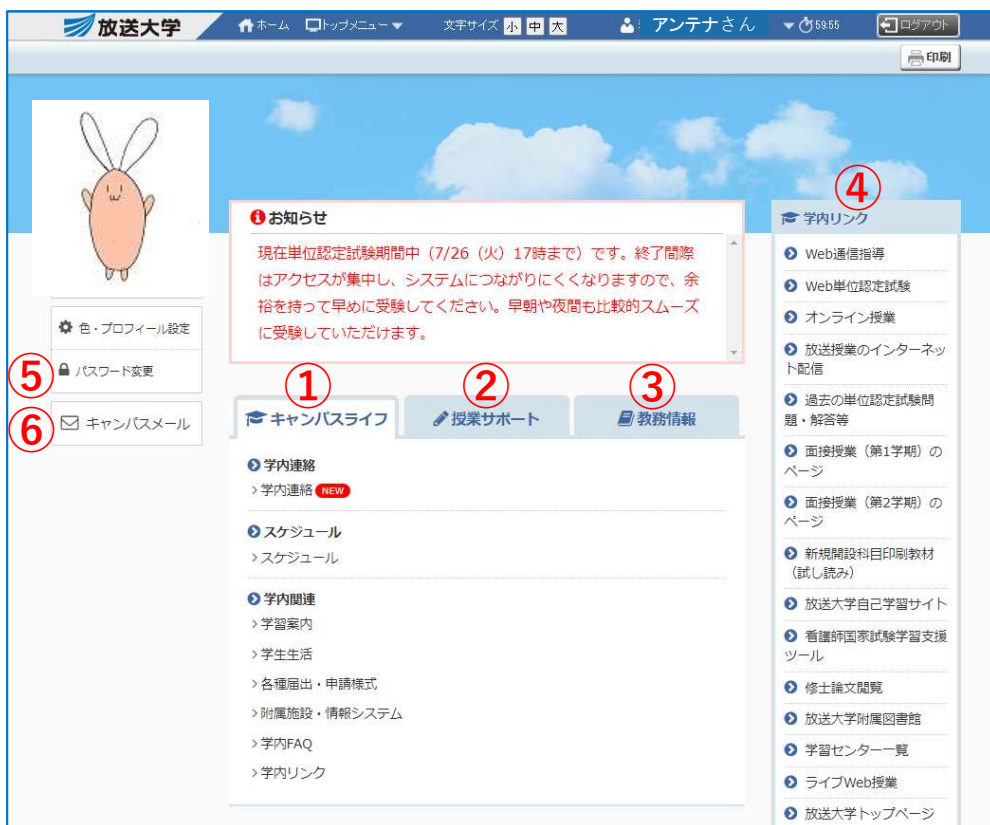 放送大学
ホーム
トップメニュー
文字サイズ 小 中 大
アンテナさん
59:55
ログアウト
印刷
お知らせ
現在単位認定試験期間中(7/26(火)17時まで)です。終了間際
はアクセスが集中し、システムにつながりにくくなりますので、余
裕を持って早めに受験してください。早朝や夜間も比較的スムーズ
に受験していただけます。
色・プロフィール設定
⑤
パスワード変更
⑥
キャンパスメール
①
キャンパスライフ
②
授業サポート
③
教務情報
学内連絡
>学内連絡 NEW
スケジュール
>スケジュール
学内関連
>学習案内
>学生生活
>各種届出・申請様式
>附属施設・情報システム
>学内FAQ
>学内リンク
④
学内リンク
Web通信指導
Web単位認定試験
オンライン授業
放送授業のインターネッ
ト配信
過去の単位認定試験問
題・解答等
面接授業(第1学期)の
ページ
面接授業(第2学期)の
ページ
新規開設科目印刷教材
(試し読み)
放送大学自己学習サイト
看護師国家試験学習支援
ツール
修士論文閲覧
放送大学附属図書館
学習センター一覧
ライブWeb授業
放送大学トップページ